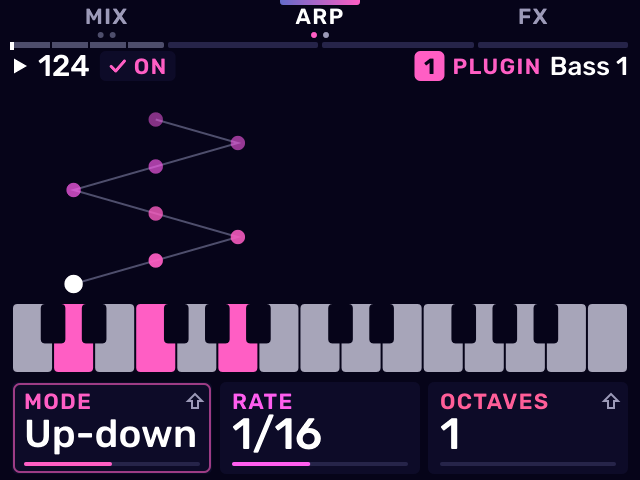 MIX ARP FX
124 ON 1 PLUGIN Bass 1
MODE RATE OCTAVES
Up-down 1/16 1